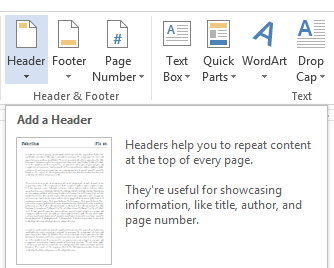 Header Footer Page Number Text Box Quick Parts WordArt Drop Cap
Header & Footer Text
Add a Header
Headers help you to repeat content
at the top of every page.
They're useful for showcasing
information, like title, author, and
page number.